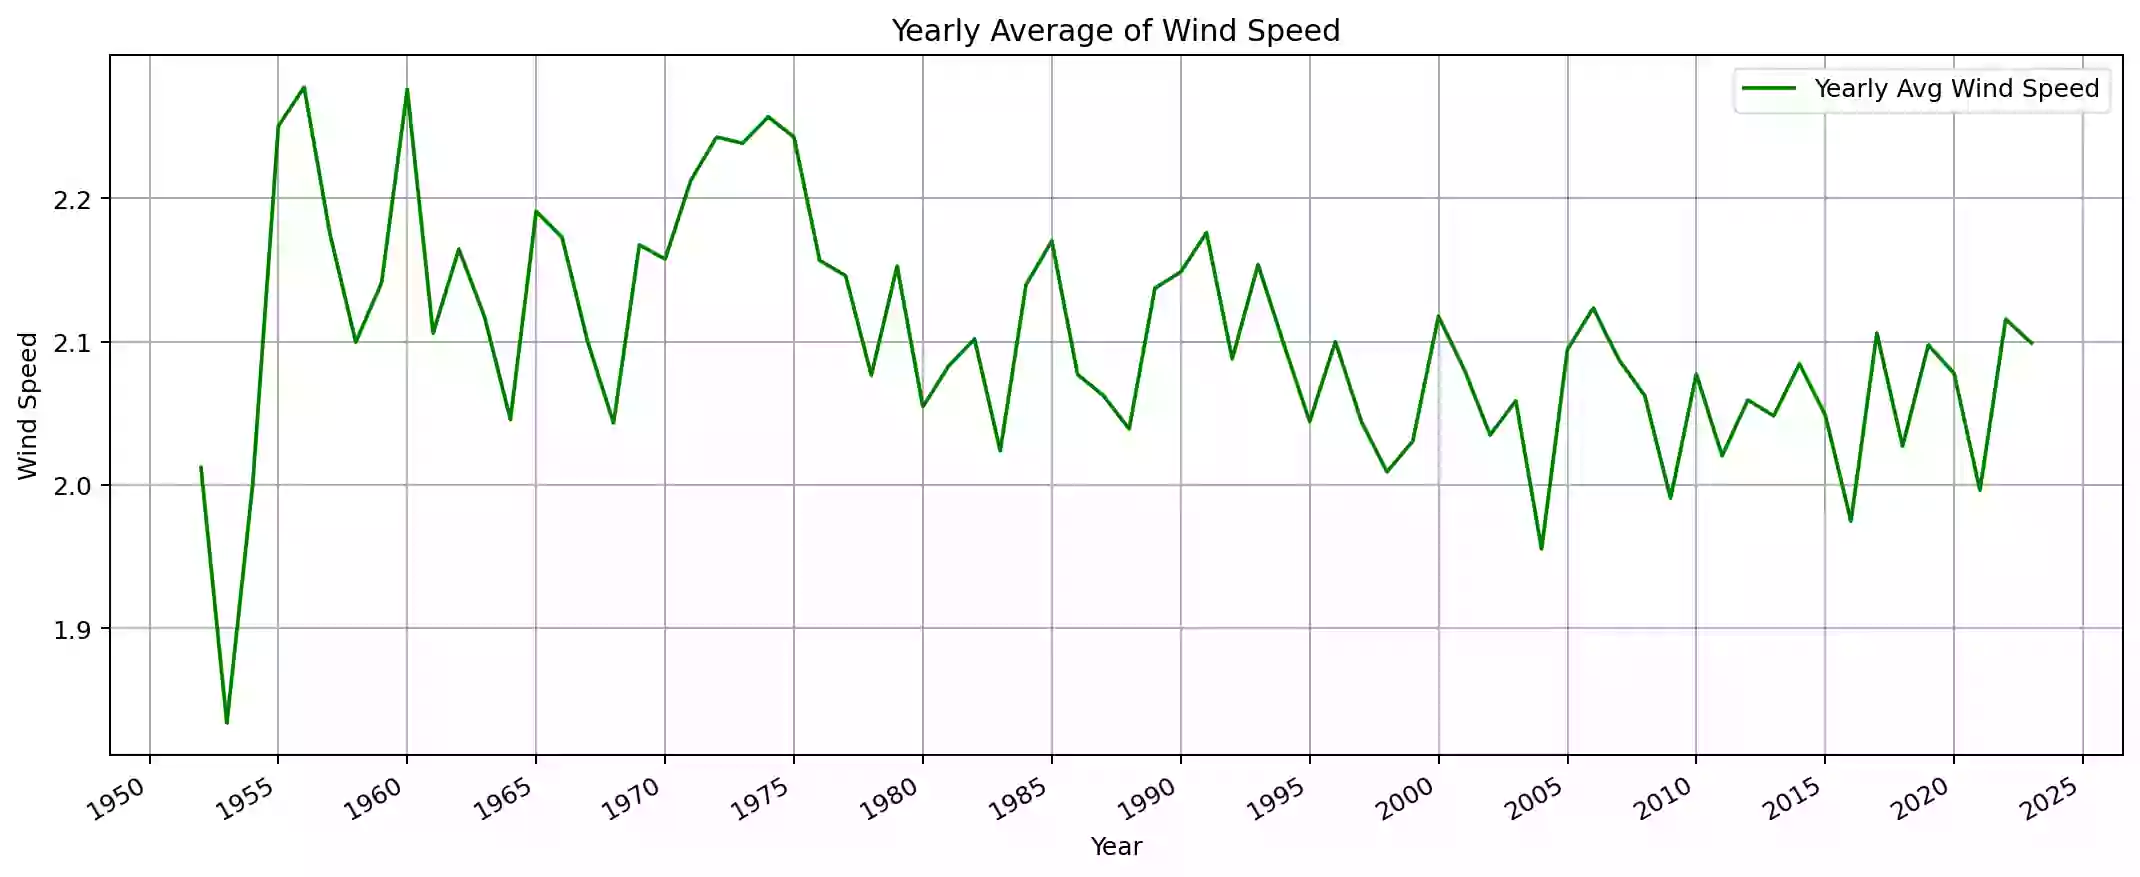 Yearly Average of Wind Speed
Yearly Avg Wind Speed
Wind Speed
2.2
2.1
2.0
1.9
1950 1955 1960 1965 1970 1975 1980 1985 1990 1995 2000 2005 2010 2015 2020 2025
Year